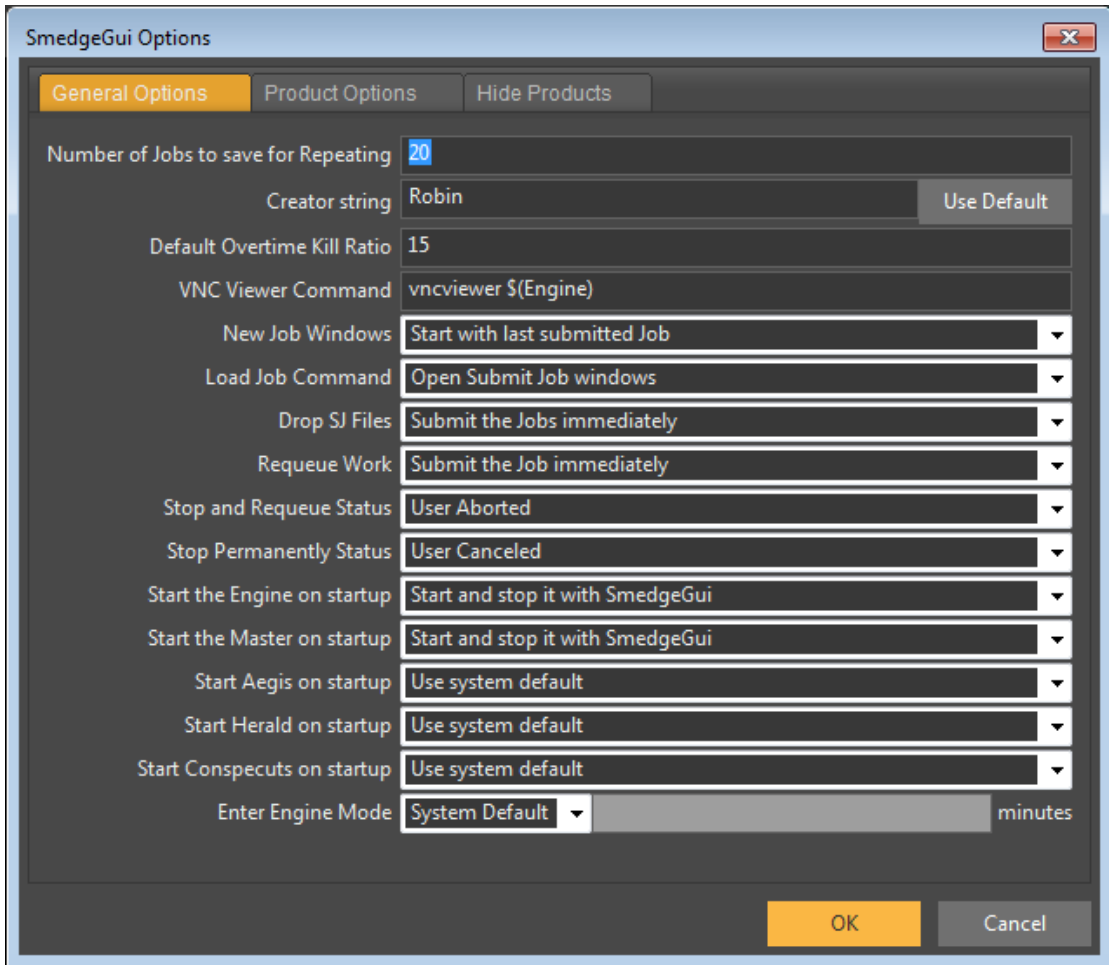 SmedgeGui Options
General Options Product Options Hide Products
Number of Jobs to save for Repeating 20
Creator string Robin Use Default
Default Overtime Kill Ratio 15
VNC Viewer Command vncviewer $(Engine)
New Job Windows Start with last submitted Job
Load Job Command Open Submit Job windows
Drop SJ Files Submit the Jobs immediately
Requeue Work Submit the Job immediately
Stop and Requeue Status User Aborted
Stop Permanently Status User Canceled
Start the Engine on startup Start and stop it with SmedgeGui
Start the Master on startup Start and stop it with SmedgeGui
Start Aegis on startup Use system default
Start Herald on startup Use system default
Start Conspecuts on startup Use system default
Enter Engine Mode System Default minutes
OK Cancel